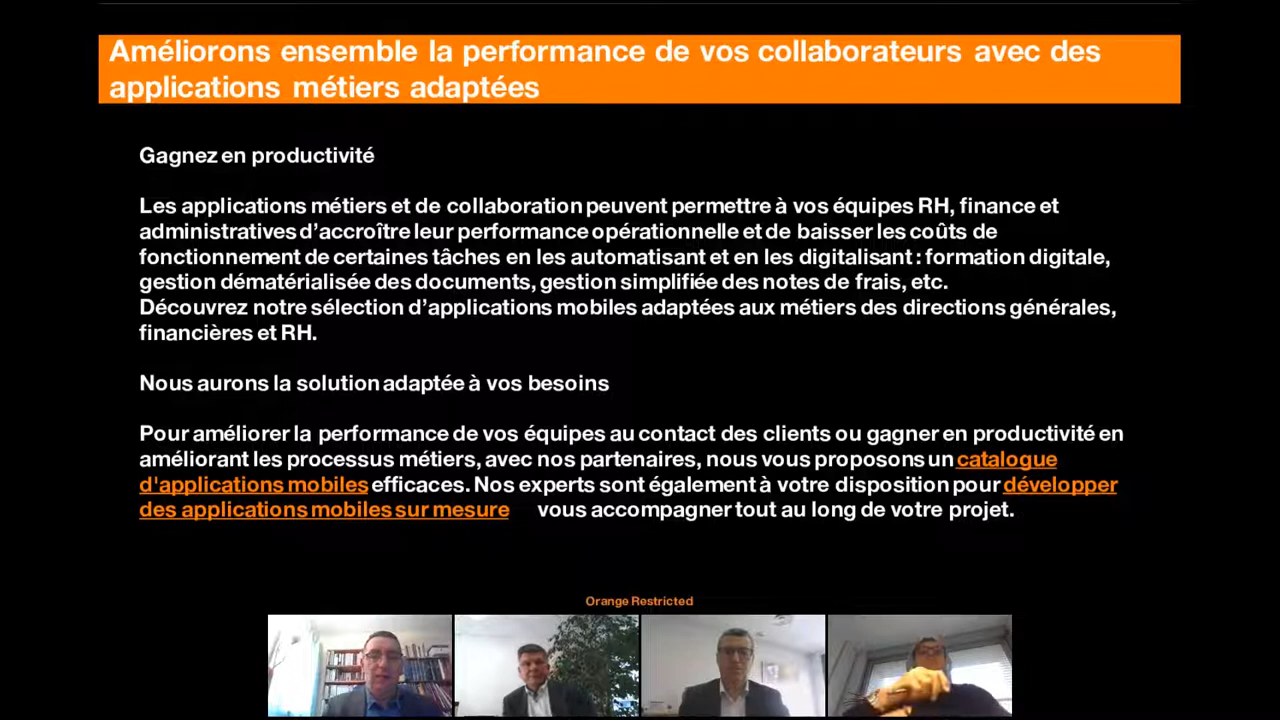 Améliorons ensemble la performance de vos collaborateurs avec des
applications métiers adaptées
Gagnez en productivité
Les applications métiers et de collaboration peuvent permettre à vos équipes RH, finance et
administratives d’accroître leur performance opérationnelle et de baisser les coûts de
fonctionnement de certaines tâches en les automatisant et en les digitalisant : formation digitale,
gestion dématérialisée des documents, gestion simplifiée des notes de frais, etc.
Découvrez notre sélection d’applications mobiles adaptées aux métiers des directions générales,
financières et RH.
Nous aurons la solution adaptée à vos besoins
Pour améliorer la performance de vos équipes au contact des clients ou gagner en productivité en
améliorant les processus métiers, avec nos partenaires, nous vous proposons un catalogue
d'applications mobiles efficaces. Nos experts sont également à votre disposition pour développer
des applications mobiles sur mesure vous accompagner tout au long de votre projet.
Orange Restricted